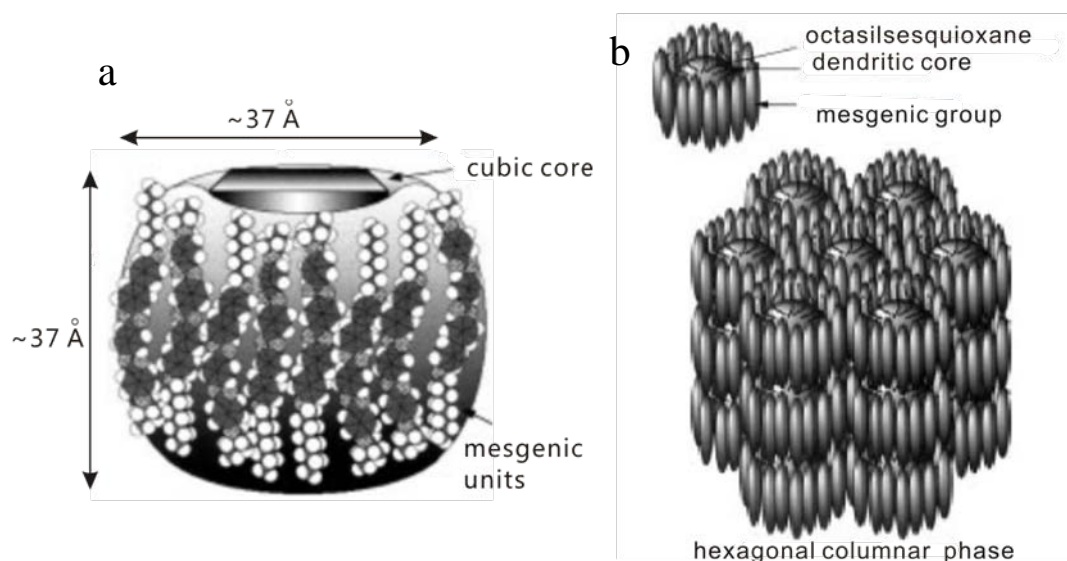 a
~37 Å
cubic core
~37 Å
mesgenic
units
b
octasilsesquioxane
dendritic core
mesgenic group
hexagonal columnar phase